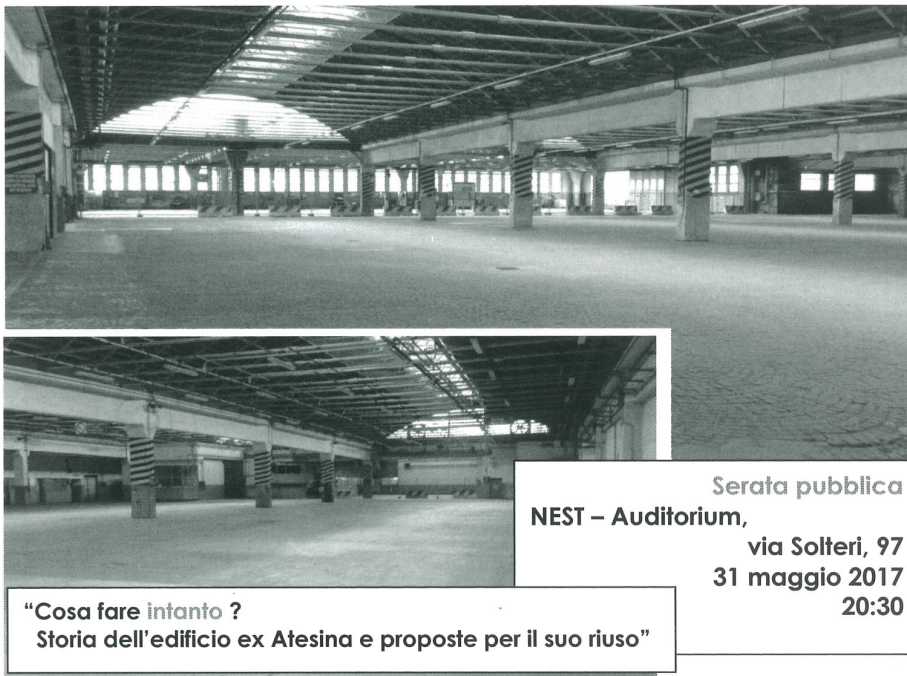 Serata pubblica
NEST – Auditorium,
via Solteri, 97
31 maggio 2017
20:30
“Cosa fare intanto ?
Storia dell’edificio ex Atesina e proposte per il suo riuso”